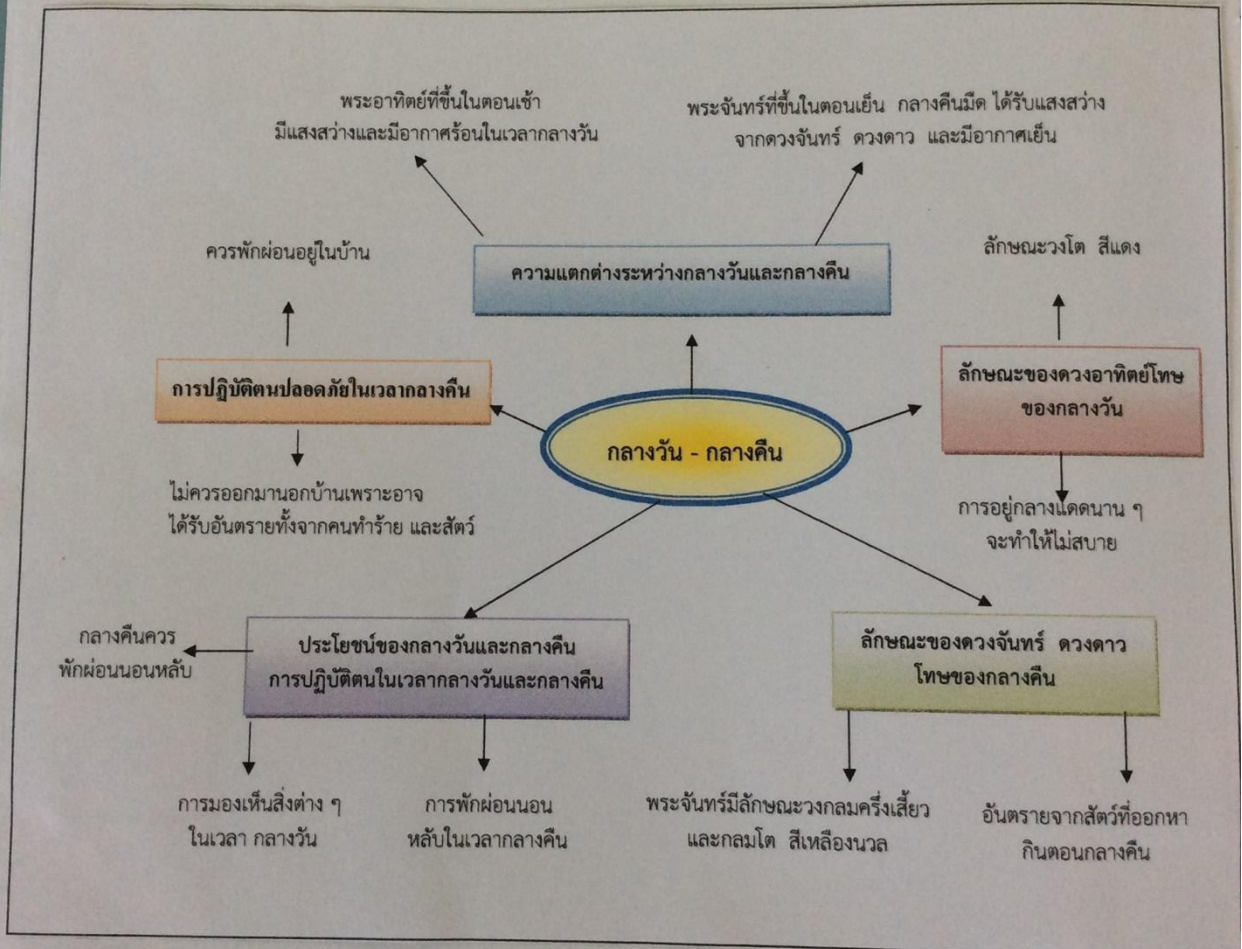 พระอาทิตย์ที่ขึ้นในตอนเช้า
มีแสงสว่างและมีอากาศร้อนในเวลากลางวัน
พระจันทร์ที่ขึ้นในตอนเย็น กลางคืนมืด ได้รับแสงสว่าง
จากดวงจันทร์ ดวงดาว และมีอากาศเย็น
ควรพักผ่อนอยู่ในบ้าน
ความแตกต่างระหว่างกลางวันและกลางคืน
ลักษณะวงโต สีแดง
การปฏิบัติตนปลอดภัยในเวลากลางคืน
ลักษณะของดวงอาทิตย์โทษ
ของกลางวัน
กลางวัน - กลางคืน
ไม่ควรออกมานอกบ้านเพราะอาจ
ได้รับอันตรายทั้งจากคนทำร้าย และสัตว์
การอยู่กลางแดดนาน ๆ
จะทำให้ไม่สบาย
กลางคืนควร
พักผ่อนนอนหลับ
ประโยชน์ของกลางวันและกลางคืน
การปฏิบัติตนในเวลากลางวันและกลางคืน
ลักษณะของดวงจันทร์ ดวงดาว
โทษของกลางคืน
การมองเห็นสิ่งต่าง ๆ
ในเวลา กลางวัน
การพักผ่อนนอน
หลับในเวลากลางคืน
พระจันทร์มีลักษณะวงกลมครึ่งเสี้ยว
และกลมโต สีเหลืองนวล
อันตรายจากสัตว์ที่ออกหา
กินตอนกลางคืน